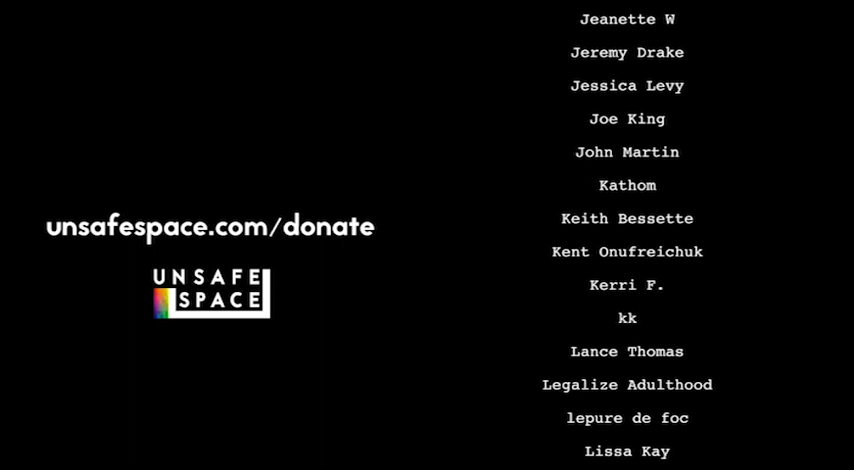 unsafespace.com/donate
UNSAFE
SPACE
Jeanette W
Jeremy Drake
Jessica Levy
Joe King
John Martin
Kathom
Keith Bessette
Kent Onufreichuk
Kerri F.
kk
Lance Thomas
Legalize Adulthood
lepure de foc
Lissa Kay